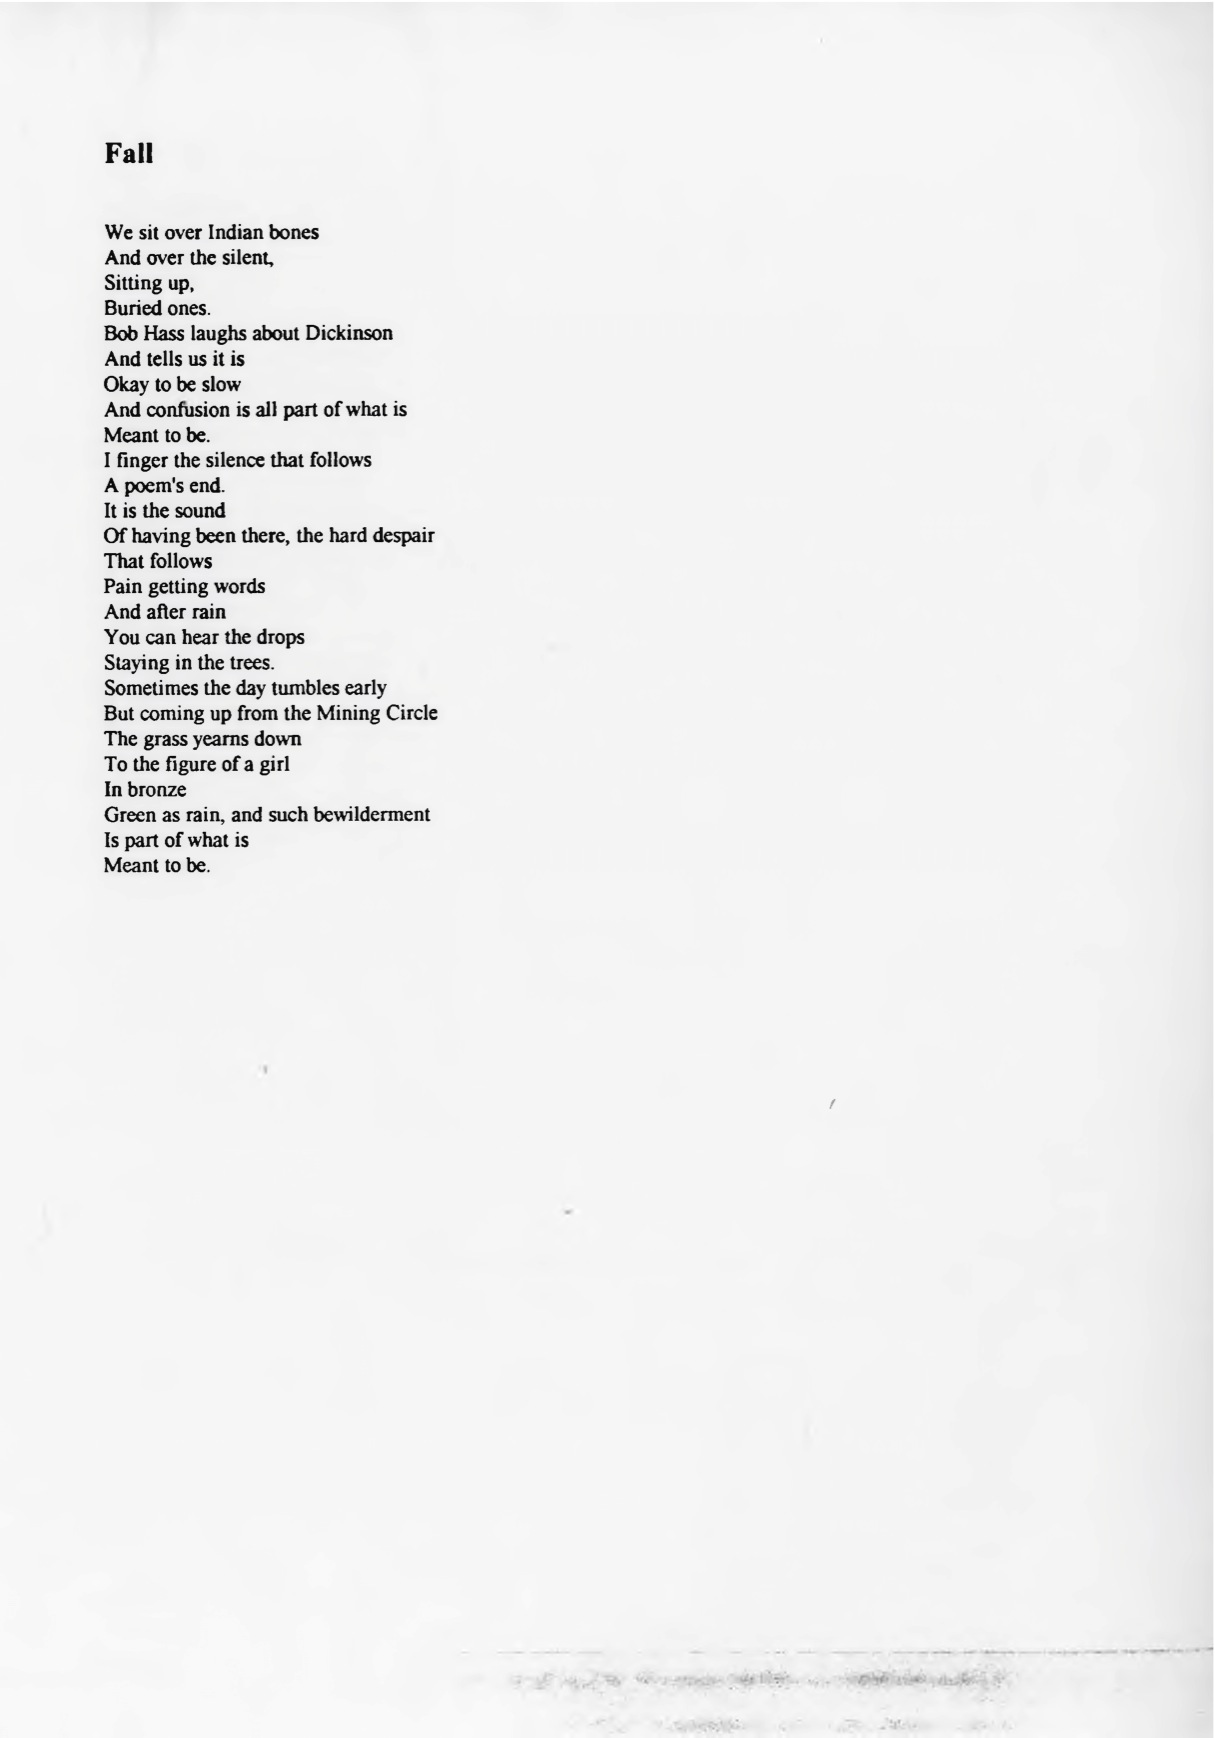 Fall
We sit over Indian bones
And over the silent,
Sitting up,
Buried ones.
Bob Hass laughs about Dickinson
And tells us it is
Okay to be slow
And confusion is all part of what is
Meant to be.
I finger the silence that follows
A poem's end.
It is the sound
Of having been there, the hard despair
That follows
Pain getting words
And after rain
You can hear the drops
Staying in the trees.
Sometimes the day tumbles early
But coming up from the Mining Circle
The grass yearns down
To the figure of a girl
In bronze
Green as rain, and such bewilderment
Is part of what is
Meant to be.